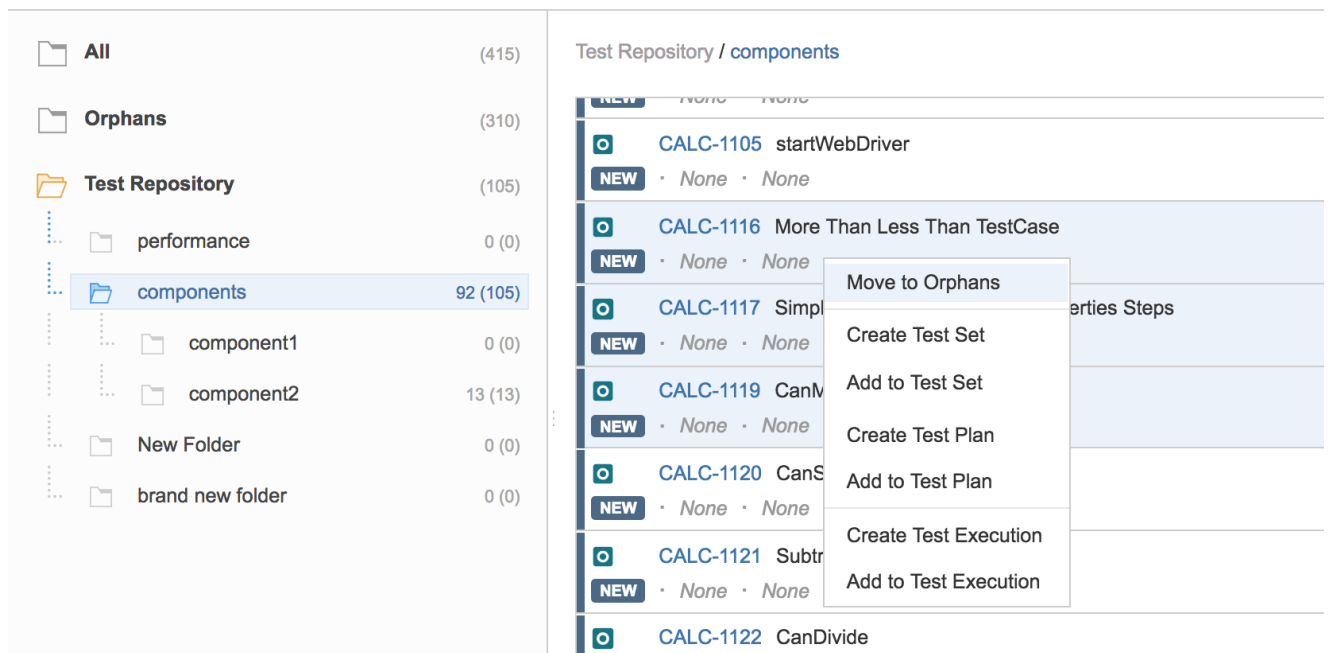 All (415)
Orphans (310)
Test Repository (105)
performance 0 (0)
components 92 (105)
component1 0 (0)
component2 13 (13)
New Folder 0 (0)
brand new folder 0 (0)
Test Repository / components
NEW · None · None
CALC-1105 startWebDriver
NEW · None · None
CALC-1116 More Than Less Than TestCase
NEW · None · None
CALC-1117 Simpl erties Steps
NEW · None · None
CALC-1119 CanM
NEW · None · None
CALC-1120 CanS
NEW · None · None
CALC-1121 Subtr
NEW · None · None
CALC-1122 CanDivide
Move to Orphans
Create Test Set
Add to Test Set
Create Test Plan
Add to Test Plan
Create Test Execution
Add to Test Execution